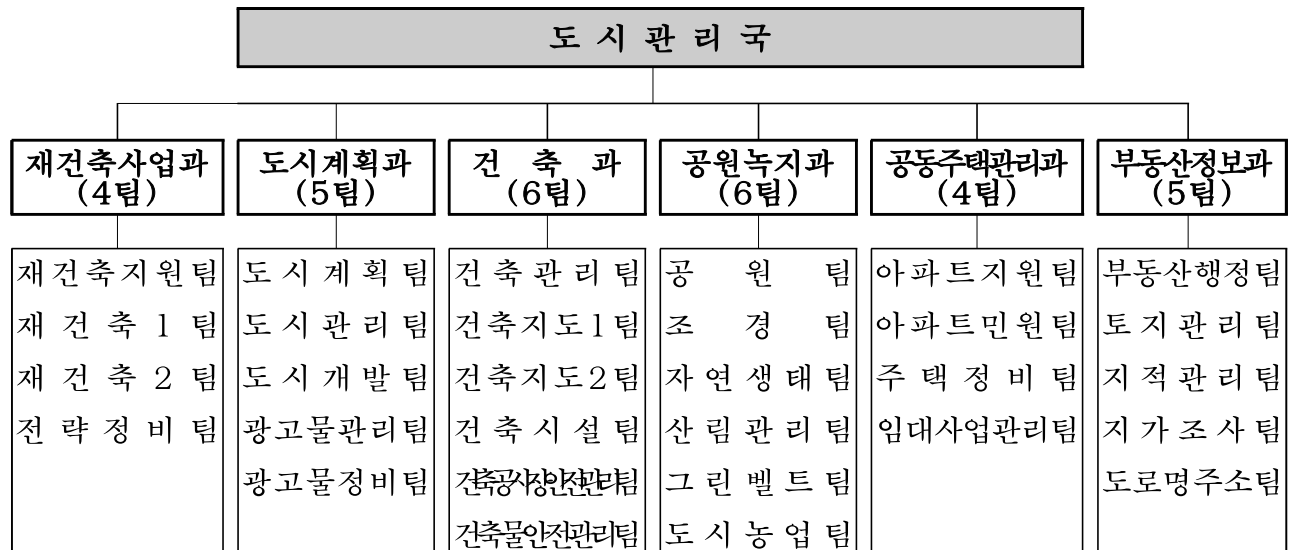 도시관리국
재건축사업과
(4팀)
도시계획과
(5팀)
건축과
(6팀)
공원녹지과
(6팀)
공동주택관리과
(4팀)
부동산정보과
(5팀)
재건축지원팀
재건축1팀
재건축2팀
전략정비팀
도시계획팀
도시관리팀
도시개발팀
광고물관리팀
광고물정비팀
건축관리팀
건축지도1팀
건축지도2팀
건축시설팀
건축공사장안전관리팀
건축물안전관리팀
공원팀
조경팀
자연생태팀
산림관리팀
그린벨트팀
도시농업팀
아파트지원팀
아파트민원팀
주택정비팀
임대사업관리팀
부동산행정팀
토지관리팀
지적관리팀
지가조사팀
도로명주소팀